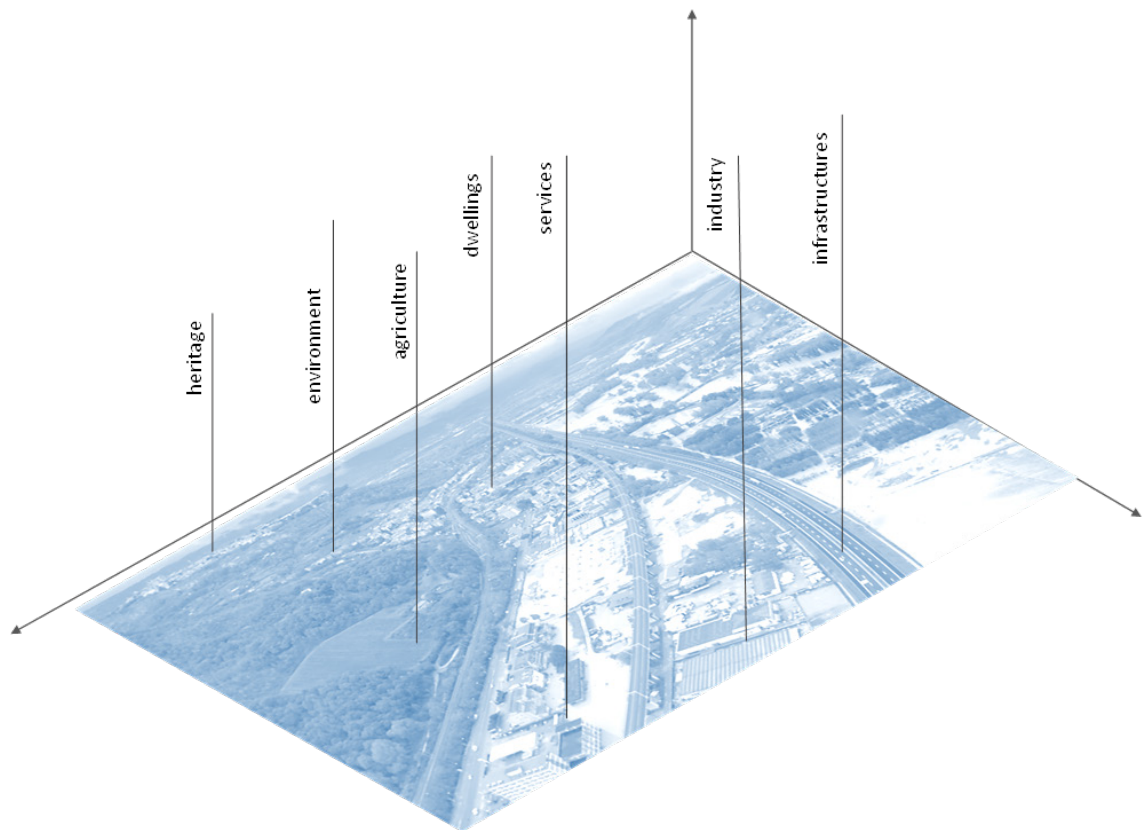 heritage
environment
agriculture
dwellings
services
industry
infrastructures